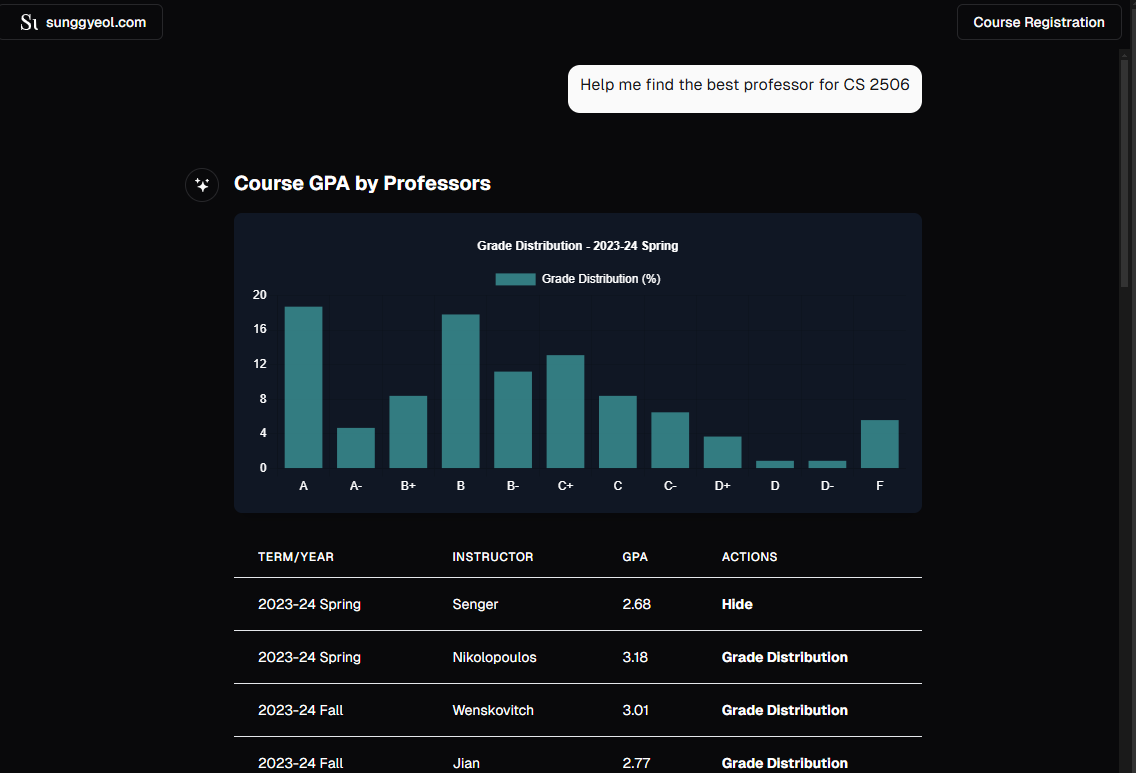 Sı sunggyeol.com
Course Registration
Help me find the best professor for CS 2506
Course GPA by Professors
Grade Distribution - 2023-24 Spring
Grade Distribution (%)
20
16
12
8
4
0
A A- B+ B B- C+ C C- D+ D D- F
TERM/YEAR INSTRUCTOR GPA ACTIONS
2023-24 Spring Senger 2.68 Hide
2023-24 Spring Nikolopoulos 3.18 Grade Distribution
2023-24 Fall Wenskovitch 3.01 Grade Distribution
2023-24 Fall Jian 2.77 Grade Distribution